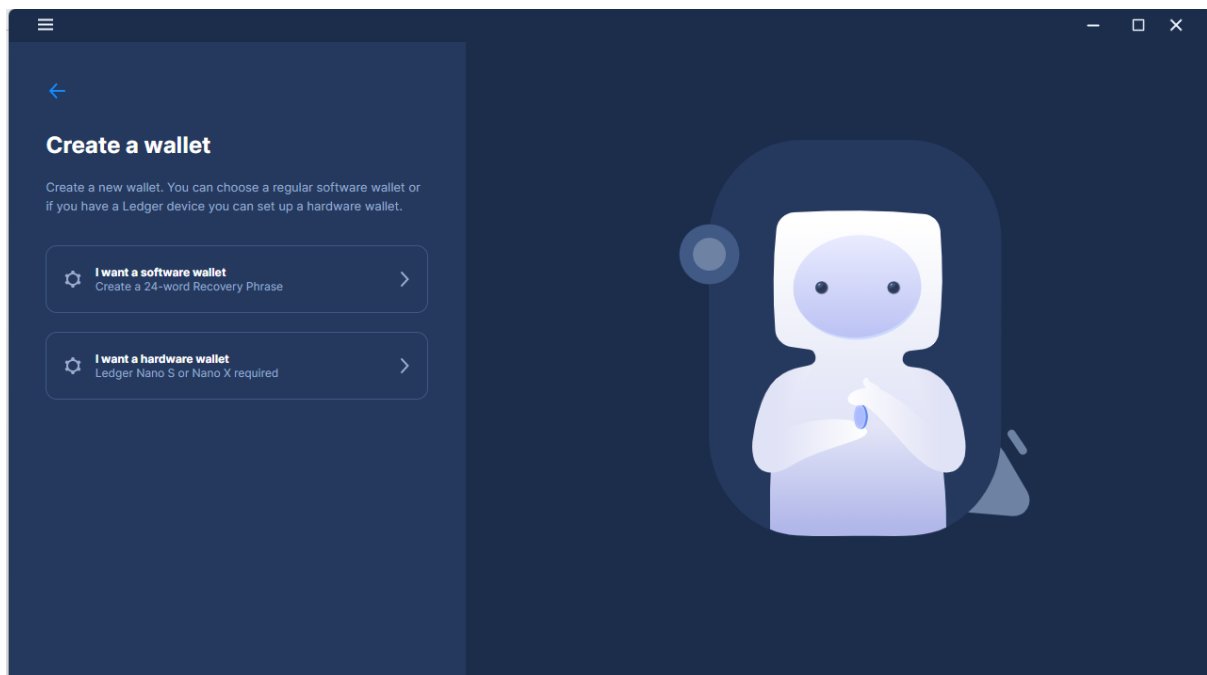 Create a wallet
Create a new wallet. You can choose a regular software wallet or
if you have a Ledger device you can set up a hardware wallet.
I want a software wallet
Create a 24-word Recovery Phrase
I want a hardware wallet
Ledger Nano S or Nano X required